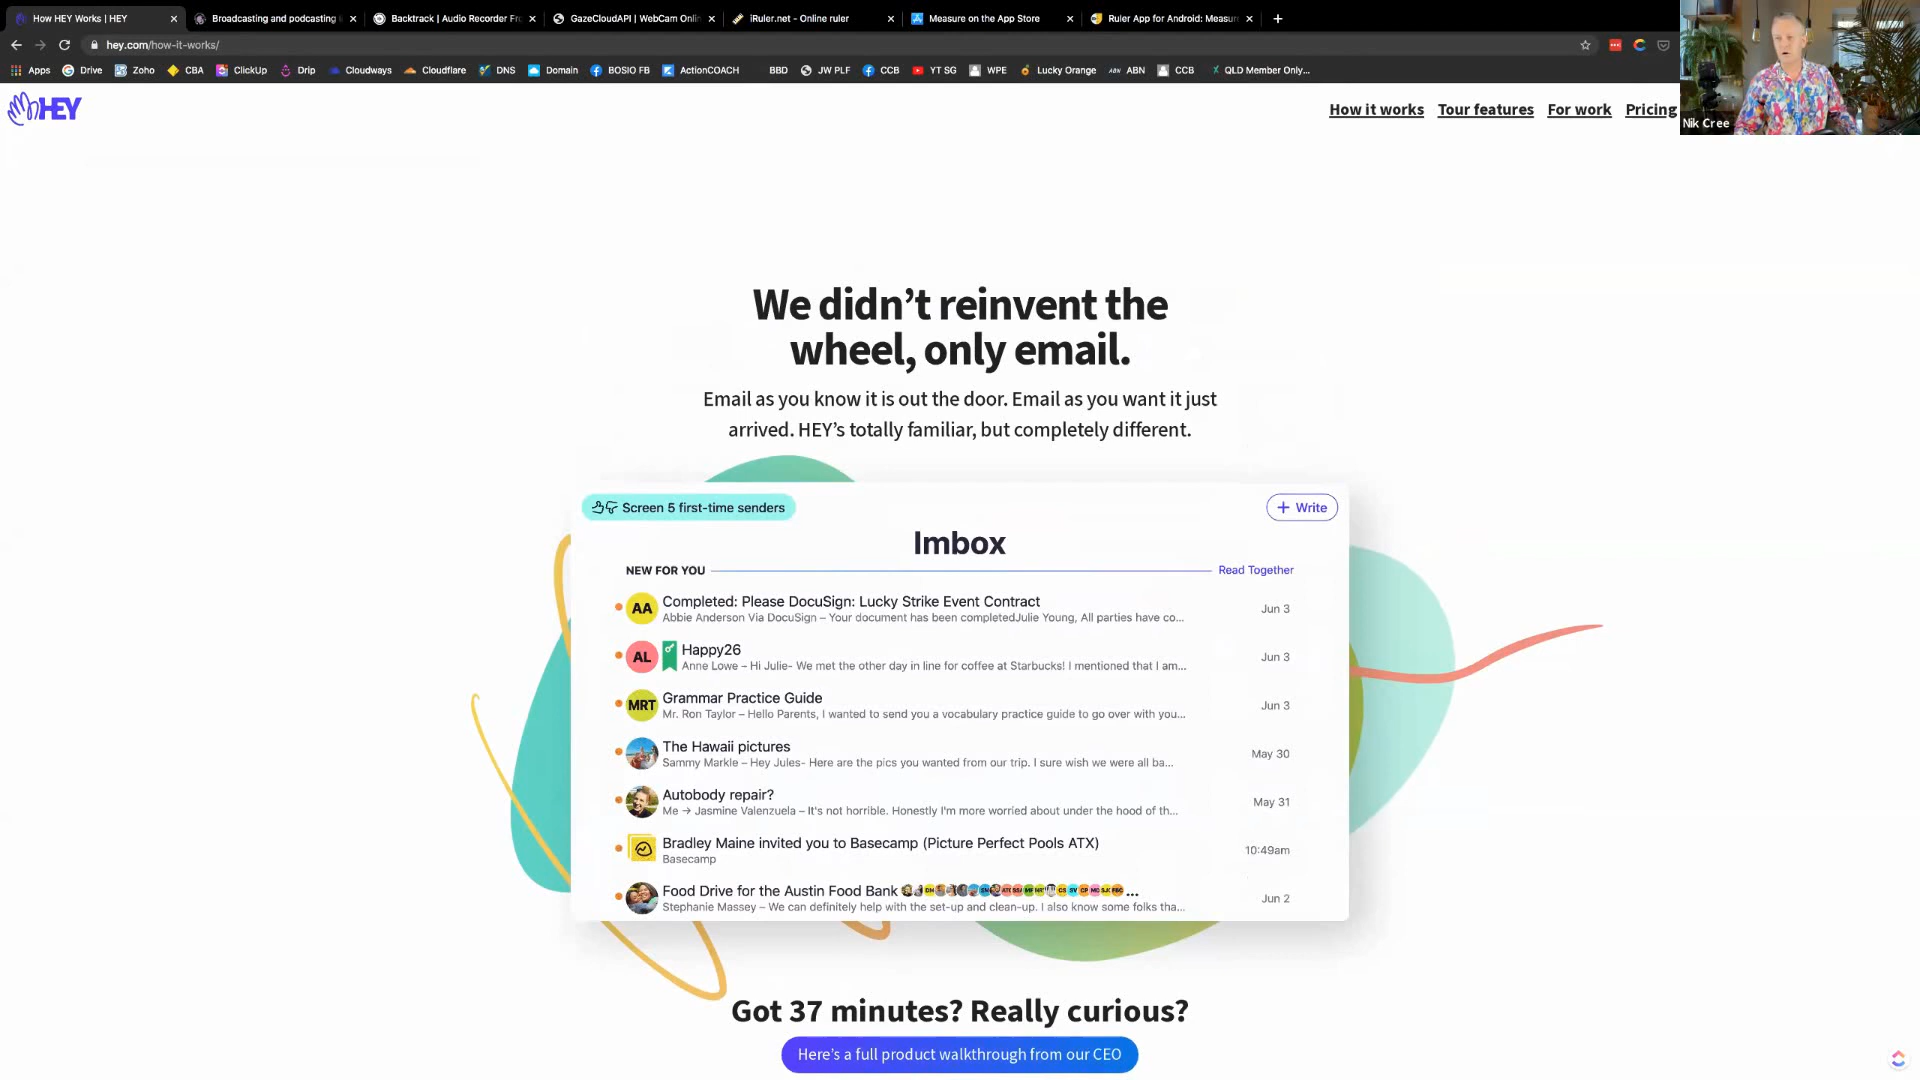 How HEY Works | HEY
Broadcasting and podcasting i
Backtrack | Audio Recorder Fr
GazeCloudAPI | WebCam Onli
iRuler.net - Online ruler
Measure on the App Store
Ruler App for Android: Measur
hey.com/how-it-works/
Apps
Drive
Zoho
CBA
ClickUp
Drip
Cloudways
Cloudflare
DNS
Domain
BOSIO FB
ActionCOACH
BBD
JW PLF
CCB
YT SG
WPE
Lucky Orange
ABN
CCB
QLD Member Only...
Nik Cree
HEY
How it works
Tour features
For work
Pricing
We didn’t reinvent the
wheel, only email.
Email as you know it is out the door. Email as you want it just
arrived. HEY’s totally familiar, but completely different.
Screen 5 first-time senders
+ Write
Imbox
NEW FOR YOU
Read Together
AA
Completed: Please DocuSign: Lucky Strike Event Contract
Abbie Anderson Via DocuSign – Your document has been completedJulie Young, All parties have co...
Jun 3
AL
Happy26
Anne Lowe – Hi Julie- We met the other day in line for coffee at Starbucks! I mentioned that I am...
Jun 3
MRT
Grammar Practice Guide
Mr. Ron Taylor – Hello Parents, I wanted to send you a vocabulary practice guide to go over with you...
Jun 3
The Hawaii pictures
Sammy Markle – Hey Jules- Here are the pics you wanted from our trip. I sure wish we were all ba...
May 30
Autobody repair?
Me → Jasmine Valenzuela – It's not horrible. Honestly I'm more worried about under the hood of th...
May 31
Bradley Maine invited you to Basecamp (Picture Perfect Pools ATX)
Basecamp
10:49am
Food Drive for the Austin Food Bank ...
Stephanie Massey – We can definitely help with the set-up and clean-up. I also know some folks tha...
Jun 2
Got 37 minutes? Really curious?
Here’s a full product walkthrough from our CEO